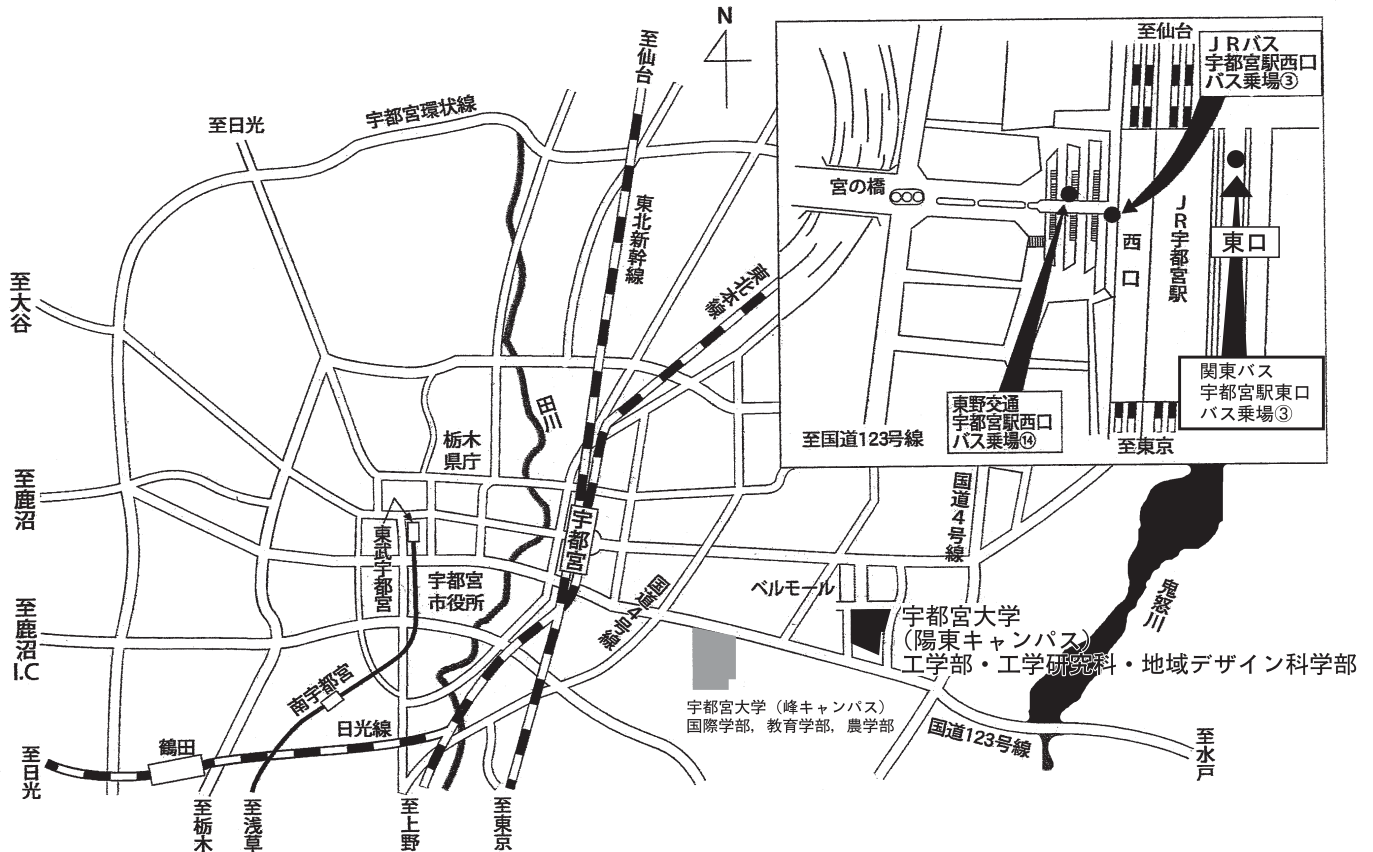 N
至仙台
至日光
宇都宮環状線
東北新幹線
東北本線
至大谷
田川
栃木
県庁
至鹿沼
東武宇都宮
宇都宮
市役所
宇都宮
国道4号線
至鹿沼
I.C
南宇都宮
日光線
鶴田
至日光
至栃木
至浅草
至上野
至東京
至仙台
JRバス
宇都宮駅西口
バス乗場③
宮の橋
西口
JR宇都宮駅
東口
関東バス
宇都宮駅東口
バス乗場③
東野交通
宇都宮駅西口
バス乗場⑭
至国道123号線
至東京
国道4号線
ベルモール
宇都宮大学
(陽東キャンパス)
工学部・工学研究科・地域デザイン科学部
鬼怒川
宇都宮大学(峰キャンパス)
国際学部,教育学部,農学部
国道123号線
至水戸